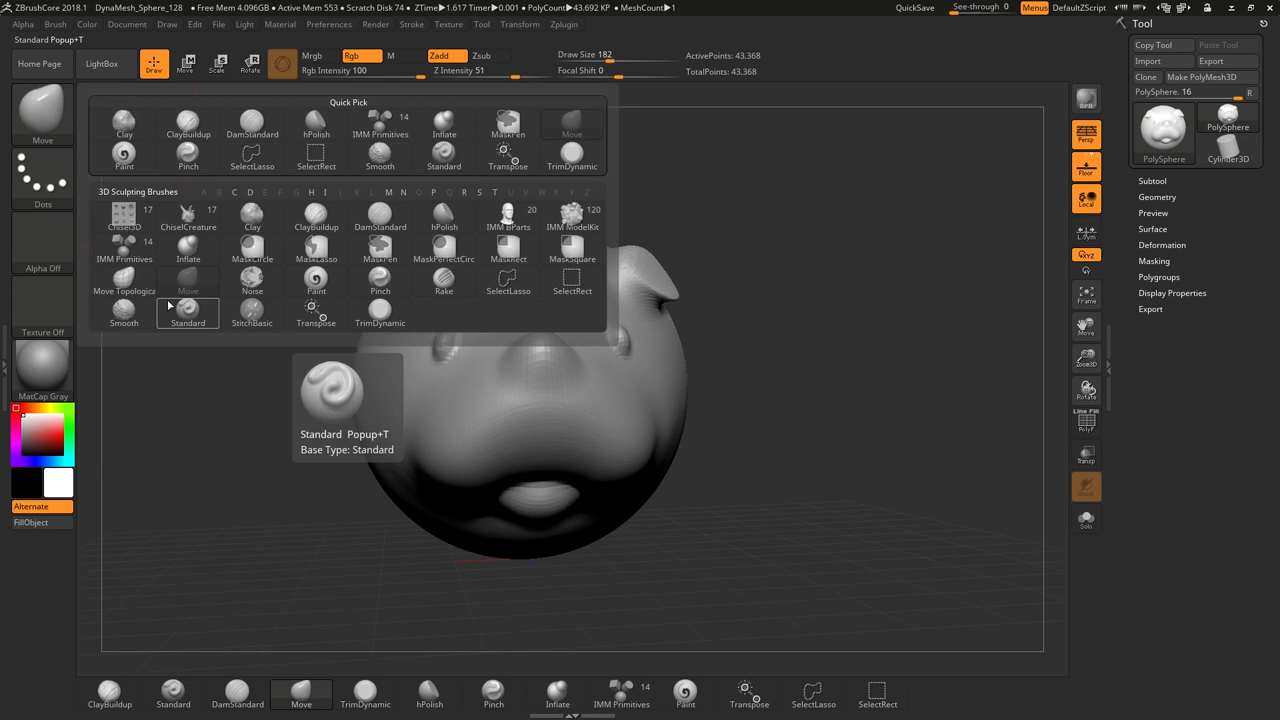 ZBrushCore 2018.1 DynaMesh_Sphere_128 ● Free Mem 4.096GB ● Active Mem 553 ● Scratch Disk 74 ● ZTime▶1.617 Timer▶0.001 ● PolyCount▶43.692 KP ● MeshCount▶1 QuickSave See-through 0 Menus DefaultZScript
Alpha Brush Color Document Draw Edit File Layer Light Material Movie Preferences Render Stroke Texture Tool Transform Zplugin
Standard Popup+T
Home Page LightBox Draw Move Scale Rotate
Mrgb Rgb M Zadd Zsub Draw Size 182 ActivePoints: 43,368
Rgb Intensity 100 Z Intensity 51 Focal Shift 0 TotalPoints: 43,368
Quick Pick
Clay ClayBuildup DamStandard hPolish IMM Primitives 14 Inflate MaskPen Move
Paint Pinch SelectLasso SelectRect Smooth Standard Transpose TrimDynamic
3D Sculpting Brushes A B C D E F G H I J K L M N O P Q R S T U V W X Y Z
Chisel3D 17 ChiselCreature 17 Clay ClayBuildup DamStandard hPolish IMM BParts 20 IMM ModelKit 120
IMM Primitives 14 Inflate MaskCircle MaskLasso MaskPen MaskPerfectCirc MaskRect MaskSquare
Move Topologica Move Noise Paint Pinch Rake SelectLasso SelectRect
Smooth Standard StitchBasic Transpose TrimDynamic
Standard Popup+T
Base Type: Standard
Move
Dots
Alpha Off
Texture Off
MatCap Gray
Alternate
FillObject
BPR
Persp
Floor
Local
L.Sym
XYZ
Frame
Move
Zoom3D
Rotate
Line Fill
PolyF
Transp
Ghost
Solo
Tool
Copy Tool Paste Tool
Import Export
Clone Make PolyMesh3D
PolySphere. 16 R
PolySphere
PolySphere
Cylinder3D
Subtool
Geometry
Preview
Surface
Deformation
Masking
Polygroups
Display Properties
Export
ClayBuildup Standard DamStandard Move TrimDynamic hPolish Pinch Inflate IMM Primitives 14 Paint Transpose SelectLasso SelectRect